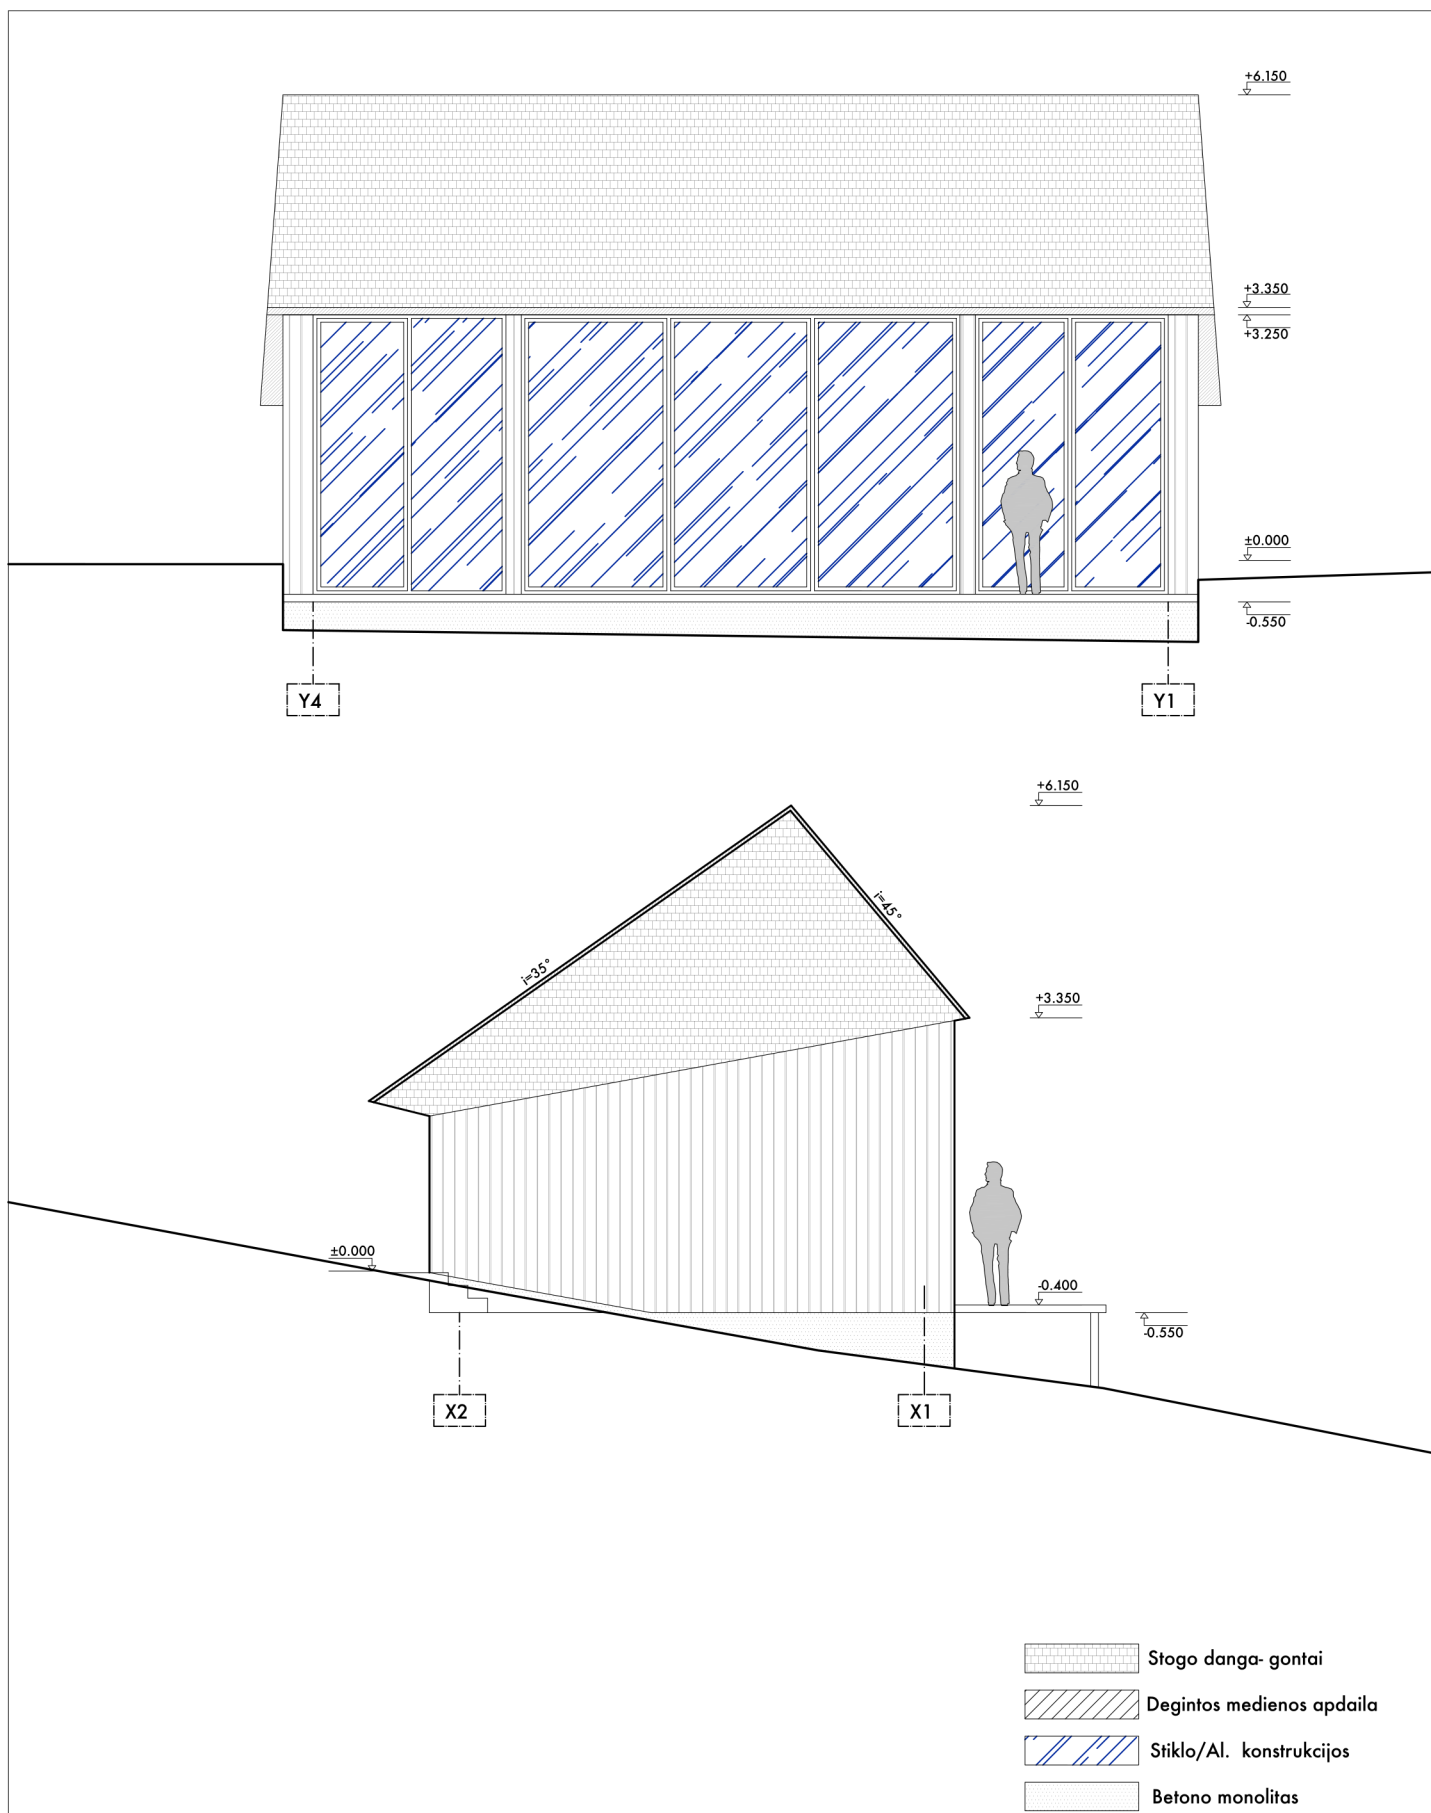 +6.150
+3.350
+3.250
±0.000
-0.550
Y4
Y1
+6.150
i=45°
i=35°
+3.350
±0.000
-0.400
-0.550
X2
X1
Stogo danga- gontai
Degintos medienos apdaila
Stiklo/Al. konstrukcijos
Betono monolitas